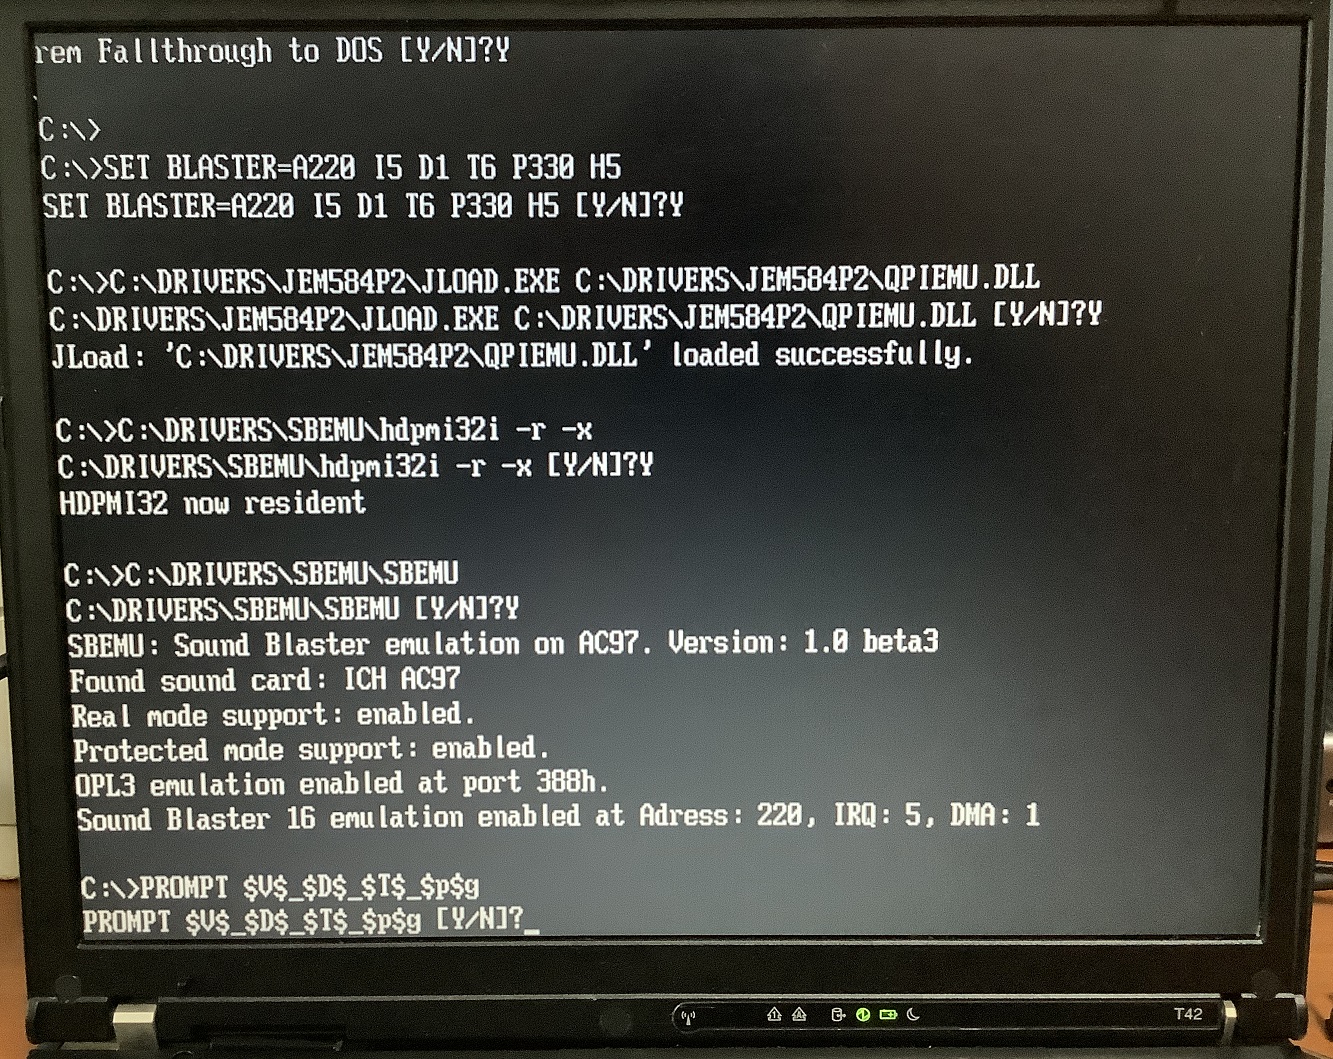 rem Fallthrough to DOS [Y/N]?Y
C:\>
C:\>SET BLASTER=A220 I5 D1 T6 P330 H5
SET BLASTER=A220 I5 D1 T6 P330 H5 [Y/N]?Y
C:\>C:\DRIVERS\JEM584P2\JLOAD.EXE C:\DRIVERS\JEM584P2\QPIEMU.DLL
C:\DRIVERS\JEM584P2\JLOAD.EXE C:\DRIVERS\JEM584P2\QPIEMU.DLL [Y/N]?Y
JLoad: 'C:\DRIVERS\JEM584P2\QPIEMU.DLL' loaded successfully.
C:\>C:\DRIVERS\SBEMU\hdpmi32i -r -x
C:\DRIVERS\SBEMU\hdpmi32i -r -x [Y/N]?Y
HDPMI32 now resident
C:\>C:\DRIVERS\SBEMU\SBEMU
C:\DRIVERS\SBEMU\SBEMU [Y/N]?Y
SBEMU: Sound Blaster emulation on AC97. Version: 1.0 beta3
Found sound card: ICH AC97
Real mode support: enabled.
Protected mode support: enabled.
OPL3 emulation enabled at port 388h.
Sound Blaster 16 emulation enabled at Adress: 220, IRQ: 5, DMA: 1
C:\>PROMPT $V$_$D$_$T$_$p$g
PROMPT $V$_$D$_$T$_$p$g [Y/N]?_
T42